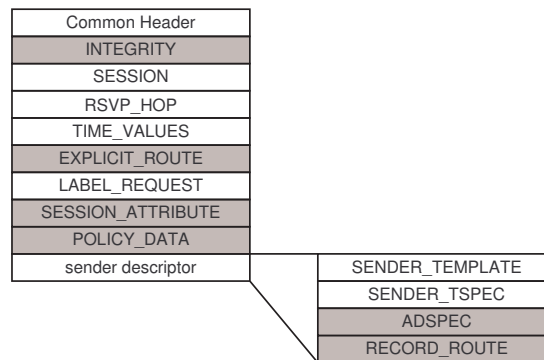 Common Header
INTEGRITY
SESSION
RSVP_HOP
TIME_VALUES
EXPLICIT_ROUTE
LABEL_REQUEST
SESSION_ATTRIBUTE
POLICY_DATA
sender descriptor
SENDER_TEMPLATE
SENDER_TSPEC
ADSPEC
RECORD_ROUTE